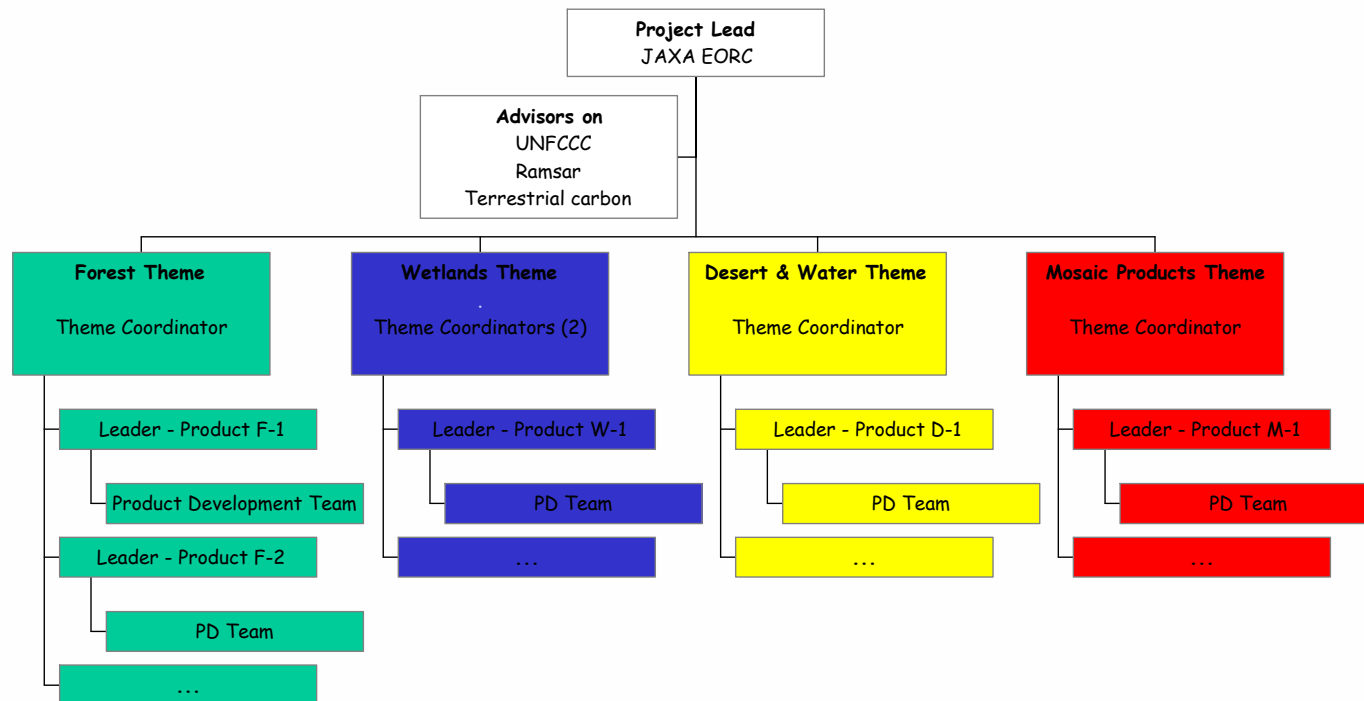 Project Lead
JAXA EORC
Advisors on
UNFCCC
Ramsar
Terrestrial carbon
Forest Theme
Theme Coordinator
Wetlands Theme
.
Theme Coordinators (2)
Desert & Water Theme
Theme Coordinator
Mosaic Products Theme
Theme Coordinator
Leader - Product F-1
Product Development Team
Leader - Product F-2
PD Team
...
Leader - Product W-1
PD Team
...
Leader - Product D-1
PD Team
...
Leader - Product M-1
PD Team
...